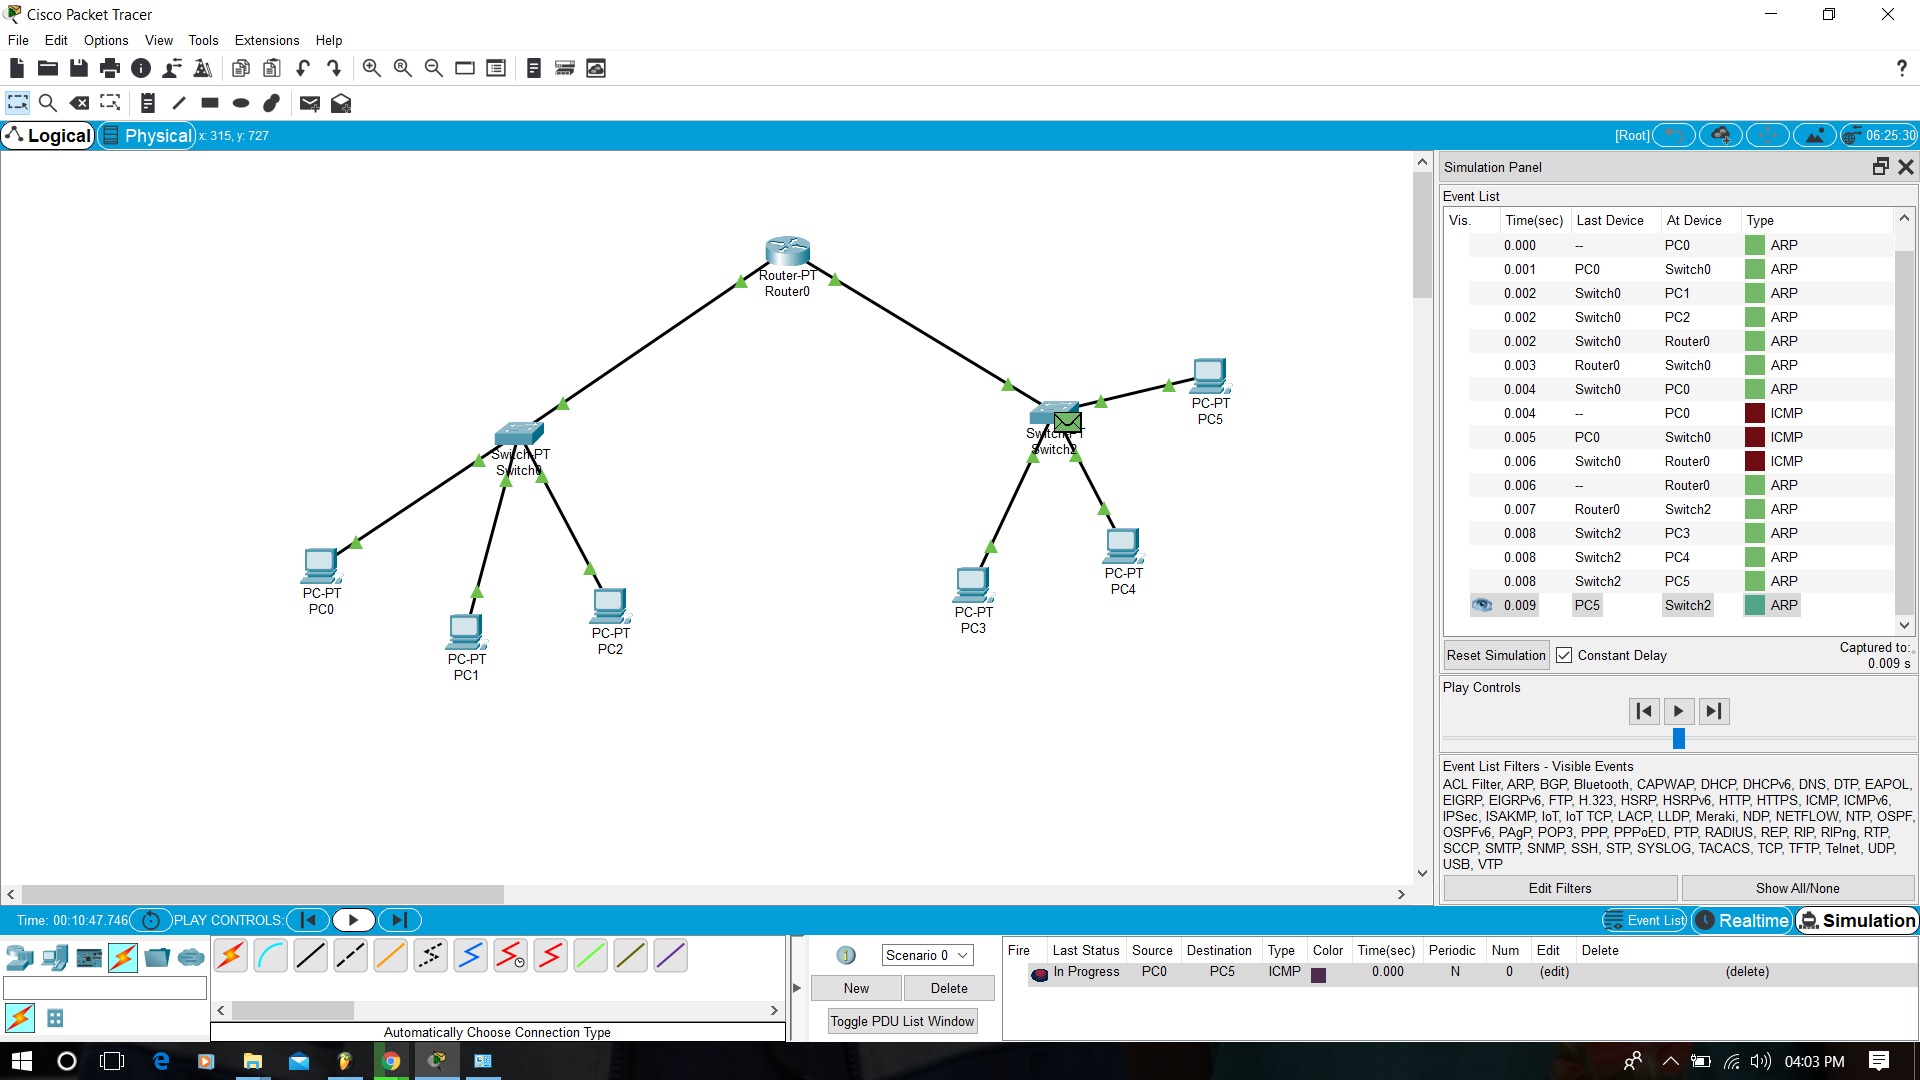 Cisco Packet Tracer
File Edit Options View Tools Extensions Help
Logical Physical x: 315, y: 727 [Root] 06:25:30
Router-PT
Router0
PC-PT
PC5
Switch-PT
Switch2
Switch-PT
Switch0
PC-PT
PC4
PC-PT
PC0
PC-PT
PC3
PC-PT
PC2
PC-PT
PC1
Simulation Panel
Event List
Vis. Time(sec) Last Device At Device Type
0.000 -- PC0 ARP
0.001 PC0 Switch0 ARP
0.002 Switch0 PC1 ARP
0.002 Switch0 PC2 ARP
0.002 Switch0 Router0 ARP
0.003 Router0 Switch0 ARP
0.004 Switch0 PC0 ARP
0.004 -- PC0 ICMP
0.005 PC0 Switch0 ICMP
0.006 Switch0 Router0 ICMP
0.006 -- Router0 ARP
0.007 Router0 Switch2 ARP
0.008 Switch2 PC3 ARP
0.008 Switch2 PC4 ARP
0.008 Switch2 PC5 ARP
0.009 PC5 Switch2 ARP
Reset Simulation Constant Delay Captured to:
0.009 s
Play Controls
Event List Filters - Visible Events
ACL Filter, ARP, BGP, Bluetooth, CAPWAP, DHCP, DHCPv6, DNS, DTP, EAPOL,
EIGRP, EIGRPv6, FTP, H.323, HSRP, HSRPv6, HTTP, HTTPS, ICMP, ICMPv6,
IPSec, ISAKMP, IoT, IoT TCP, LACP, LLDP, Meraki, NDP, NETFLOW, NTP, OSPF,
OSPFv6, PAgP, POP3, PPP, PPPoED, PTP, RADIUS, REP, RIP, RIPng, RTP,
SCCP, SMTP, SNMP, SSH, STP, SYSLOG, TACACS, TCP, TFTP, Telnet, UDP,
USB, VTP
Edit Filters Show All/None
Time: 00:10:47.746 PLAY CONTROLS: Event List Realtime Simulation
Scenario 0
New Delete
Toggle PDU List Window
Fire Last Status Source Destination Type Color Time(sec) Periodic Num Edit Delete
In Progress PC0 PC5 ICMP 0.000 N 0 (edit) (delete)
Automatically Choose Connection Type
04:03 PM